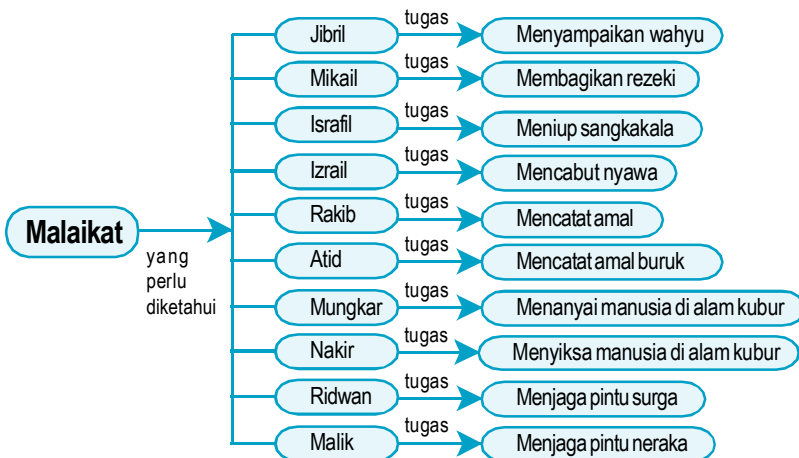 Jibril tugas Menyampaikan wahyu
Mikail tugas Membagikan rezeki
Israfil tugas Meniup sangkakala
Izrail tugas Mencabut nyawa
Rakib tugas Mencatat amal
Malaikat
yang
perlu
diketahui
Atid tugas Mencatat amal buruk
Mungkar tugas Menanyai manusia di alam kubur
Nakir tugas Menyiksa manusia di alam kubur
Ridwan tugas Menjaga pintu surga
Malik tugas Menjaga pintu neraka